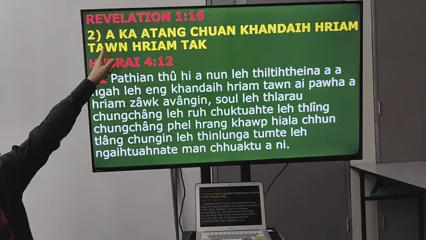 REVELATION 1:16
2) A KA ATANG CHUAN KHANDAIH HRIAM
TAWN HRIAM TAK
HEBRAI 4:12
Pathian thû hi a nun leh thiltihtheina a a
ngah leh eng khandaih hriam tawn ai pawha a
hriam zâwk avângin, soul leh thlarau
chungchâng leh ruh chuktuahte leh thlîng
chungchâng phel hrang khawp hiala chhun
tlâng chungin leh thinlunga tumte leh
ngaihtuahnate man chhuaktu a ni.